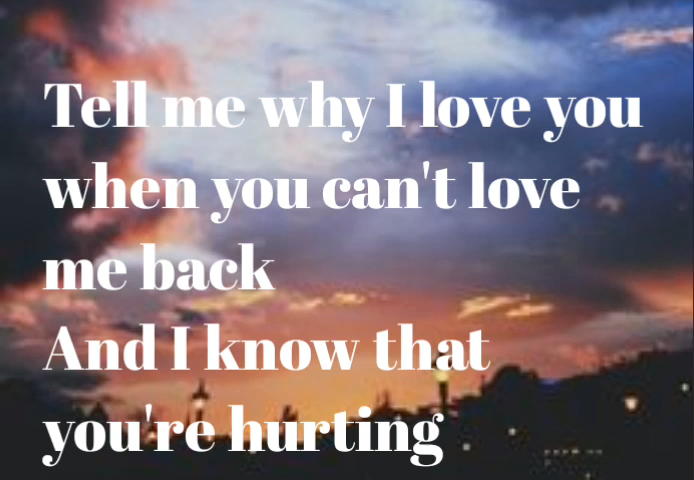 Tell me why I love you
when you can't love
me back
And I know that
you're hurting